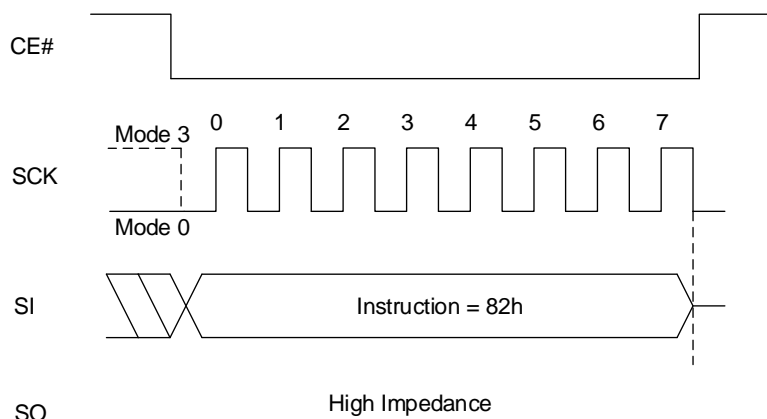 CE#
Mode 3
0 1 2 3 4 5 6 7
SCK
Mode 0
SI
Instruction = 82h
SO
High Impedance